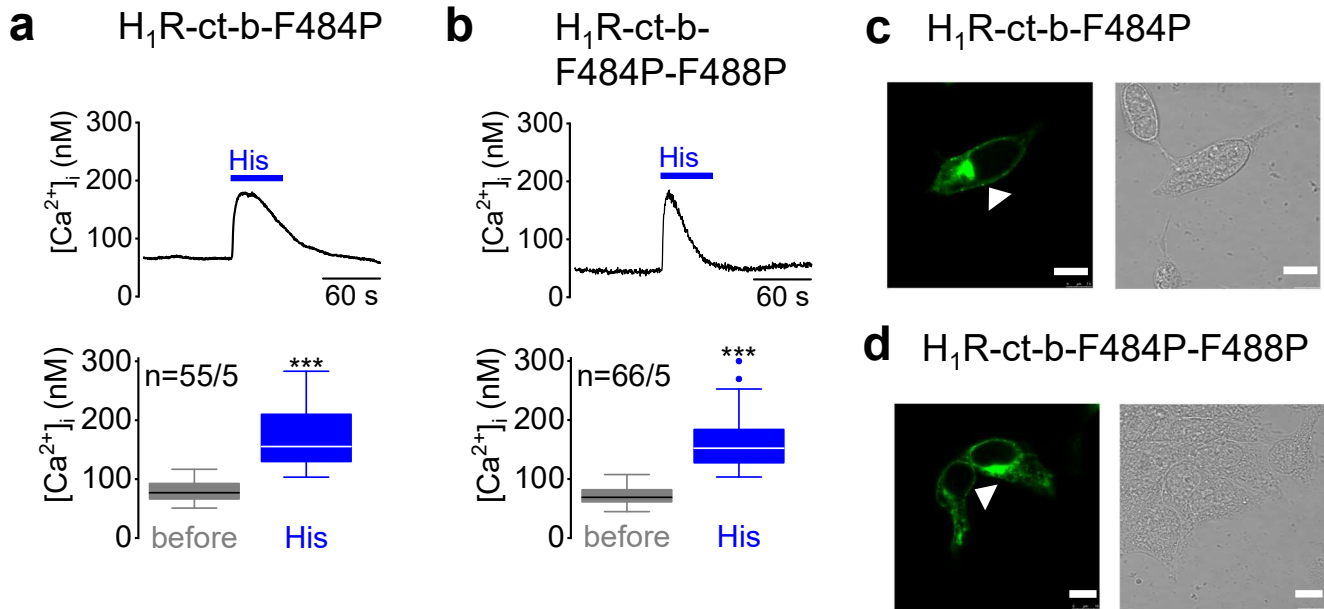 a H₁R-ct-b-F484P
[Ca²⁺]ᵢ (nM)
300
200
100
0
His
60 s
[Ca²⁺]ᵢ (nM)
300
200
100
0
n=55/5
***
before
His
b H₁R-ct-b-
F484P-F488P
[Ca²⁺]ᵢ (nM)
300
200
100
0
His
60 s
[Ca²⁺]ᵢ (nM)
300
200
100
0
n=66/5
***
before
His
c H₁R-ct-b-F484P
d H₁R-ct-b-F484P-F488P